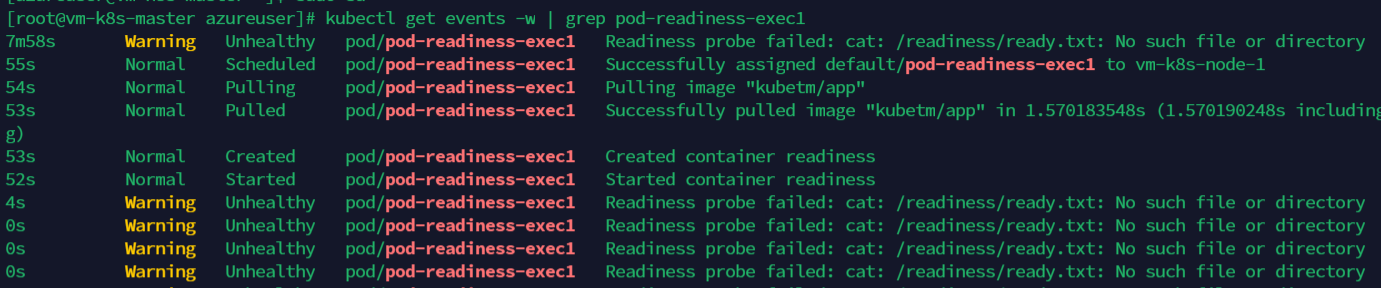 [root@vm-k8s-master azureuser]# kubectl get events -w | grep pod-readiness-exec1
7m58s Warning Unhealthy pod/pod-readiness-exec1 Readiness probe failed: cat: /readiness/ready.txt: No such file or directory
55s Normal Scheduled pod/pod-readiness-exec1 Successfully assigned default/pod-readiness-exec1 to vm-k8s-node-1
54s Normal Pulling pod/pod-readiness-exec1 Pulling image "kubetm/app"
53s Normal Pulled pod/pod-readiness-exec1 Successfully pulled image "kubetm/app" in 1.570183548s (1.570190248s including
g)
53s Normal Created pod/pod-readiness-exec1 Created container readiness
52s Normal Started pod/pod-readiness-exec1 Started container readiness
4s Warning Unhealthy pod/pod-readiness-exec1 Readiness probe failed: cat: /readiness/ready.txt: No such file or directory
0s Warning Unhealthy pod/pod-readiness-exec1 Readiness probe failed: cat: /readiness/ready.txt: No such file or directory
0s Warning Unhealthy pod/pod-readiness-exec1 Readiness probe failed: cat: /readiness/ready.txt: No such file or directory
0s Warning Unhealthy pod/pod-readiness-exec1 Readiness probe failed: cat: /readiness/ready.txt: No such file or directory